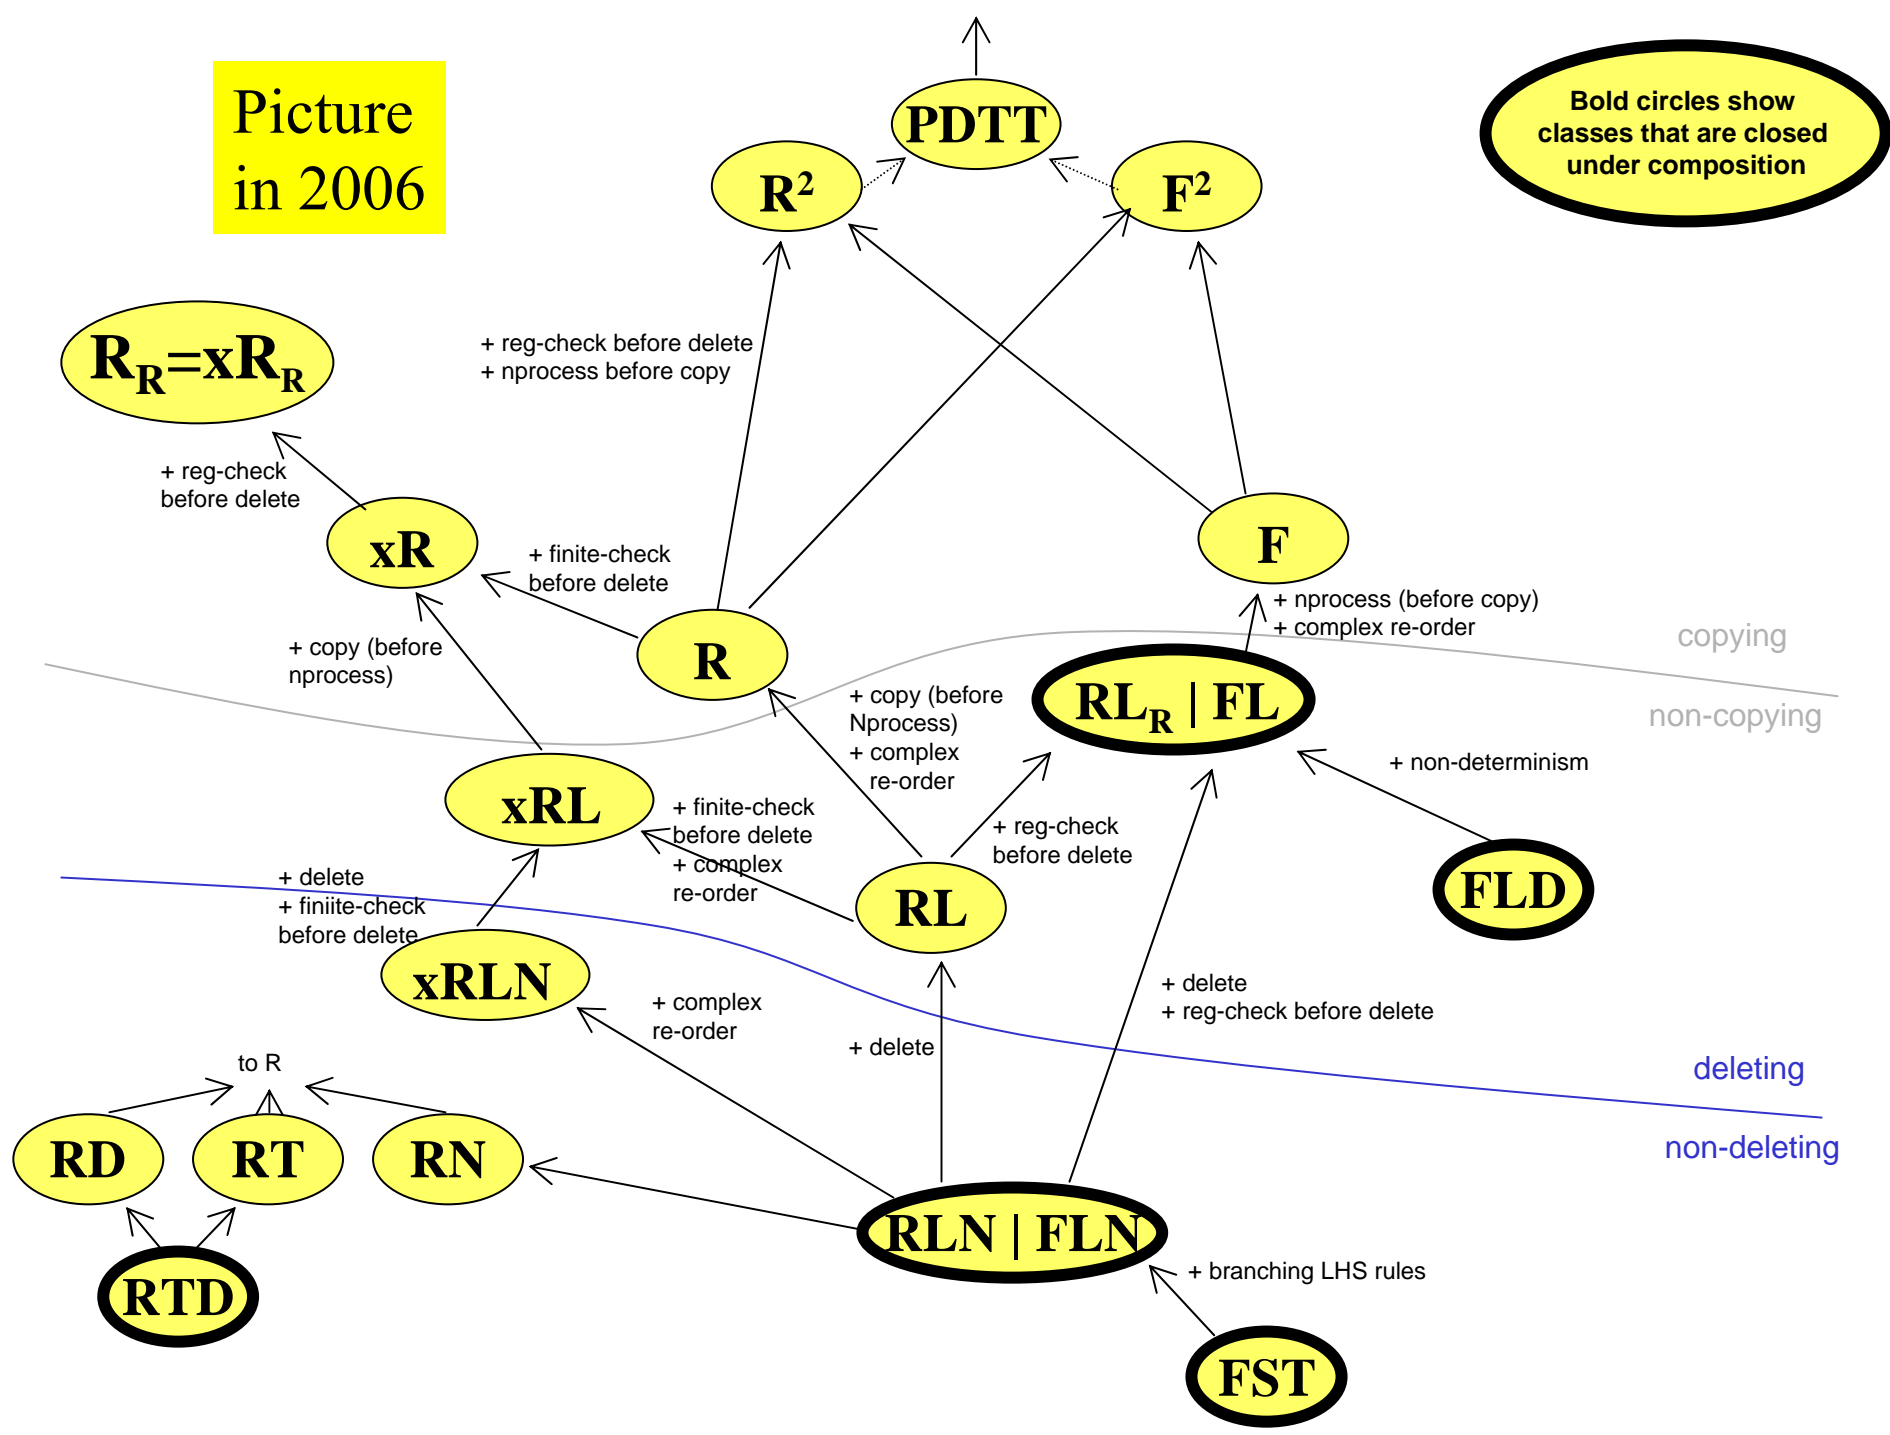 Picture
in 2006
PDTT
Bold circles show
classes that are closed
under composition
R²
F²
R_R=xR_R
+ reg-check before delete
+ nprocess before copy
+ reg-check
before delete
xR
+ finite-check
before delete
F
+ nprocess (before copy)
+ complex re-order
copying
non-copying
+ copy (before
nprocess)
R
+ copy (before
Nprocess)
+ complex
re-order
RL_R | FL
+ non-determinism
xRL
+ finite-check
before delete
+ complex
re-order
+ reg-check
before delete
+ delete
+ finiite-check
before delete
RL
FLD
xRLN
+ complex
re-order
+ delete
+ delete
+ reg-check before delete
deleting
non-deleting
to R
RD
RT
RN
RTD
RLN | FLN
+ branching LHS rules
FST